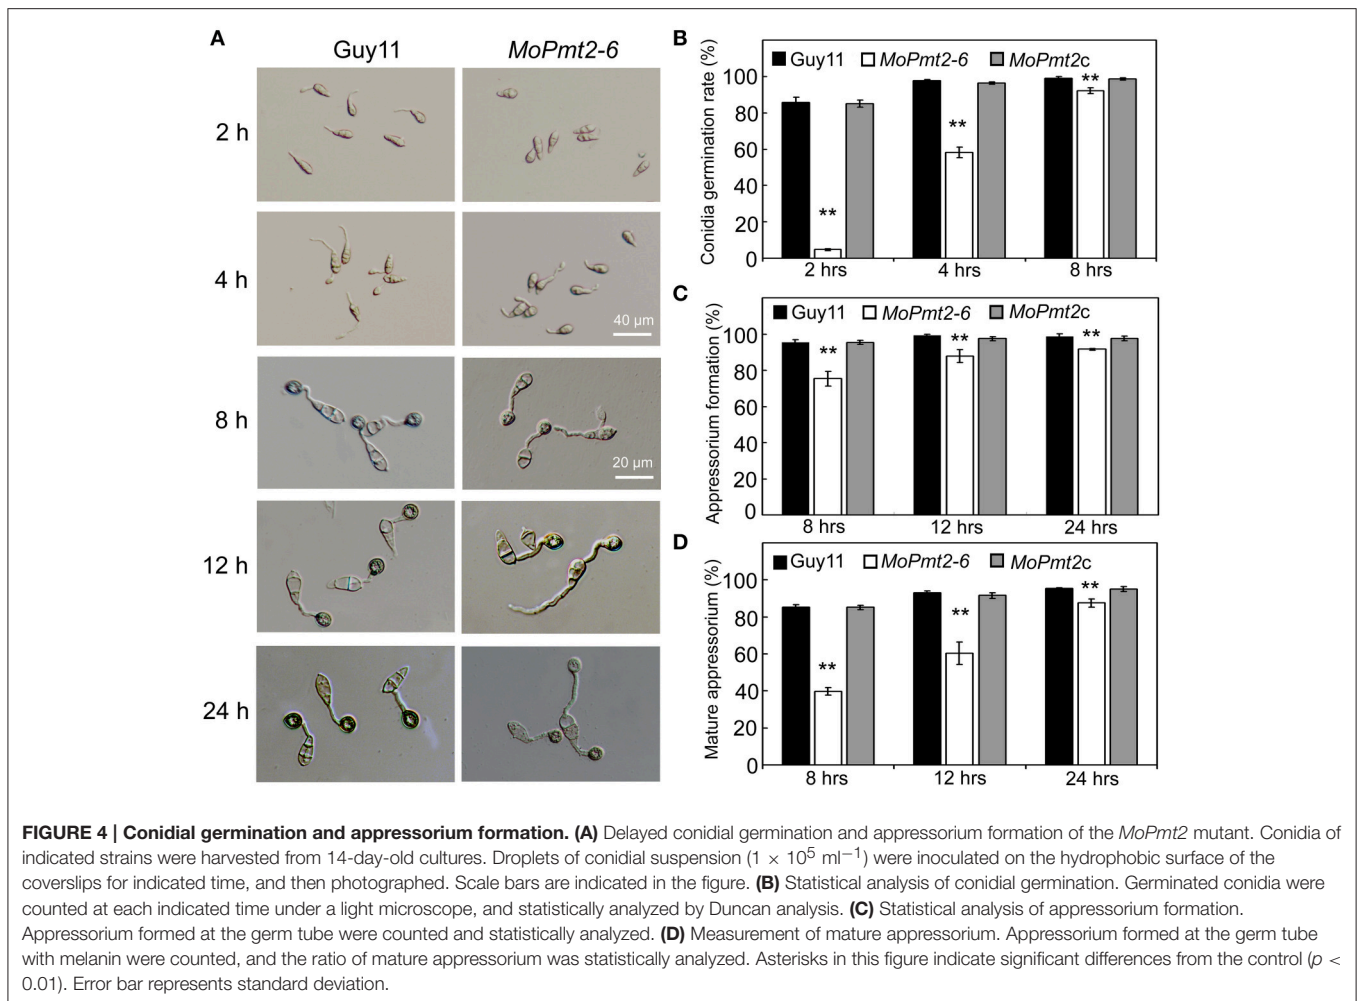 A
Guy11
MoPmt2-6
2 h
4 h
40 µm
8 h
20 µm
12 h
24 h
B
Guy11 MoPmt2-6 MoPmt2c
Conidia germination rate (%)
100
80
60
40
20
0
**
**
**
2 hrs 4 hrs 8 hrs
C
Guy11 MoPmt2-6 MoPmt2c
Appressorium formation (%)
100
80
60
40
20
0
**
**
**
8 hrs 12 hrs 24 hrs
D
Guy11 MoPmt2-6 MoPmt2c
Mature appressorium (%)
100
80
60
40
20
0
**
**
**
8 hrs 12 hrs 24 hrs
FIGURE 4 | Conidial germination and appressorium formation. (A) Delayed conidial germination and appressorium formation of the MoPmt2 mutant. Conidia of
indicated strains were harvested from 14-day-old cultures. Droplets of conidial suspension (1 × 10⁵ ml−1) were inoculated on the hydrophobic surface of the
coverslips for indicated time, and then photographed. Scale bars are indicated in the figure. (B) Statistical analysis of conidial germination. Germinated conidia were
counted at each indicated time under a light microscope, and statistically analyzed by Duncan analysis. (C) Statistical analysis of appressorium formation.
Appressorium formed at the germ tube were counted and statistically analyzed. (D) Measurement of mature appressorium. Appressorium formed at the germ tube
with melanin were counted, and the ratio of mature appressorium was statistically analyzed. Asterisks in this figure indicate significant differences from the control (p <
0.01). Error bar represents standard deviation.